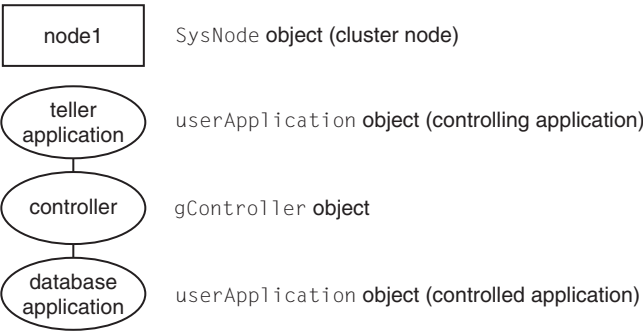 node1 SysNode object (cluster node)
teller
application
userApplication object (controlling application)
controller gController object
database
application
userApplication object (controlled application)